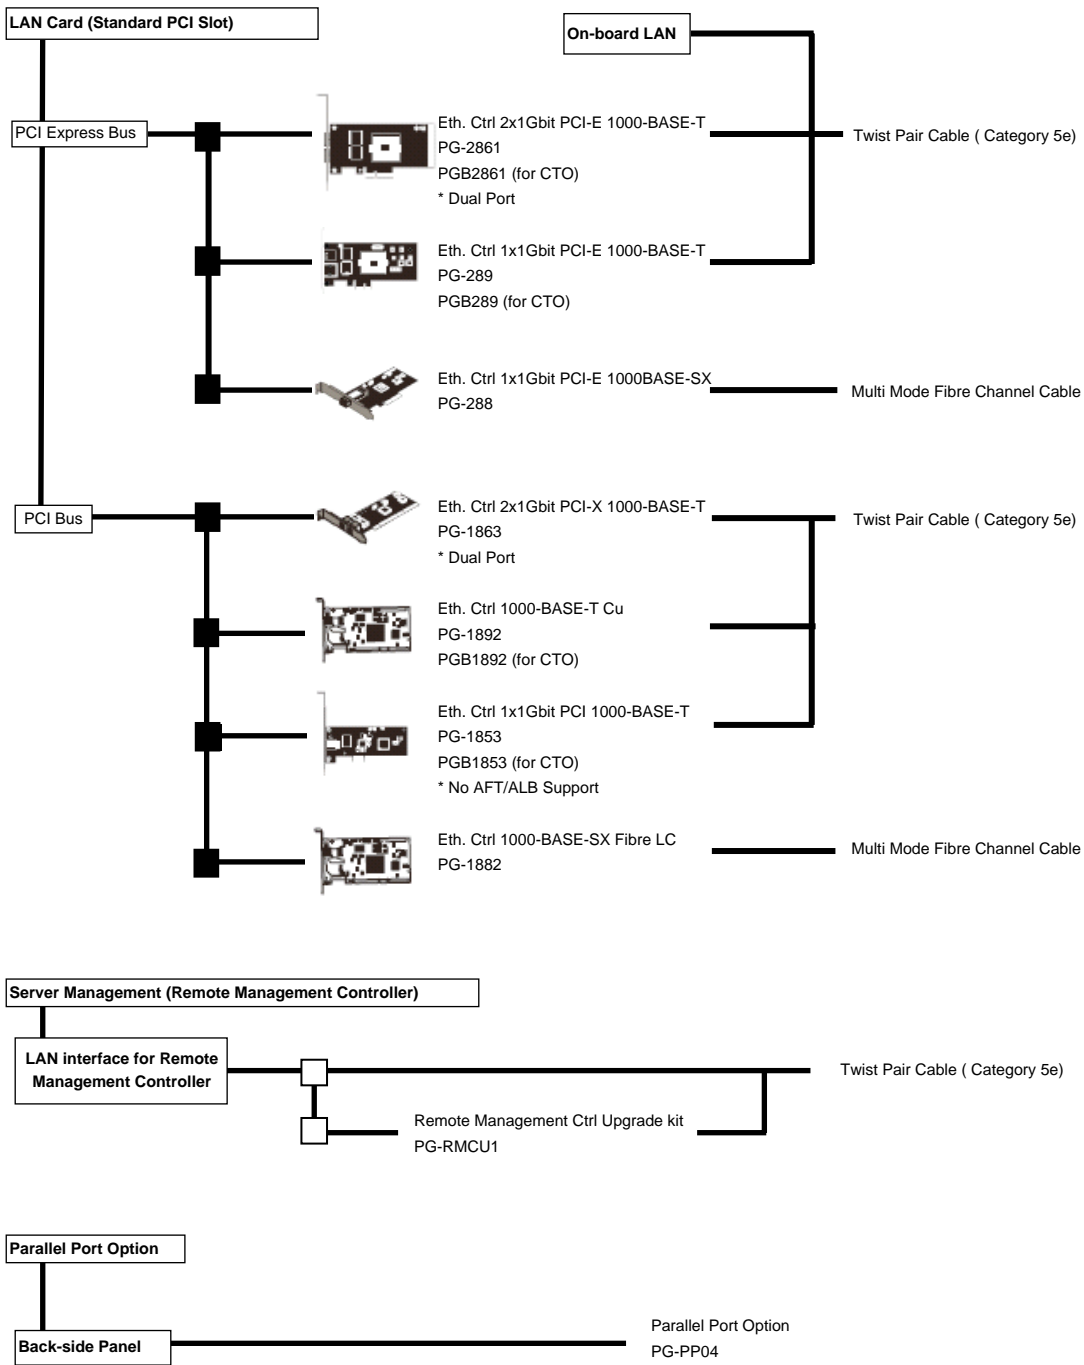 LAN Card (Standard PCI Slot)
On-board LAN
PCI Express Bus
Eth. Ctrl 2x1Gbit PCI-E 1000-BASE-T
PG-2861
PGB2861 (for CTO)
* Dual Port
Twist Pair Cable ( Category 5e)
Eth. Ctrl 1x1Gbit PCI-E 1000-BASE-T
PG-289
PGB289 (for CTO)
Eth. Ctrl 1x1Gbit PCI-E 1000BASE-SX
PG-288
Multi Mode Fibre Channel Cable
PCI Bus
Eth. Ctrl 2x1Gbit PCI-X 1000-BASE-T
PG-1863
* Dual Port
Twist Pair Cable ( Category 5e)
Eth. Ctrl 1000-BASE-T Cu
PG-1892
PGB1892 (for CTO)
Eth. Ctrl 1x1Gbit PCI 1000-BASE-T
PG-1853
PGB1853 (for CTO)
* No AFT/ALB Support
Eth. Ctrl 1000-BASE-SX Fibre LC
PG-1882
Multi Mode Fibre Channel Cable
Server Management (Remote Management Controller)
LAN interface for Remote
Management Controller
Twist Pair Cable ( Category 5e)
Remote Management Ctrl Upgrade kit
PG-RMCU1
Parallel Port Option
Back-side Panel
Parallel Port Option
PG-PP04